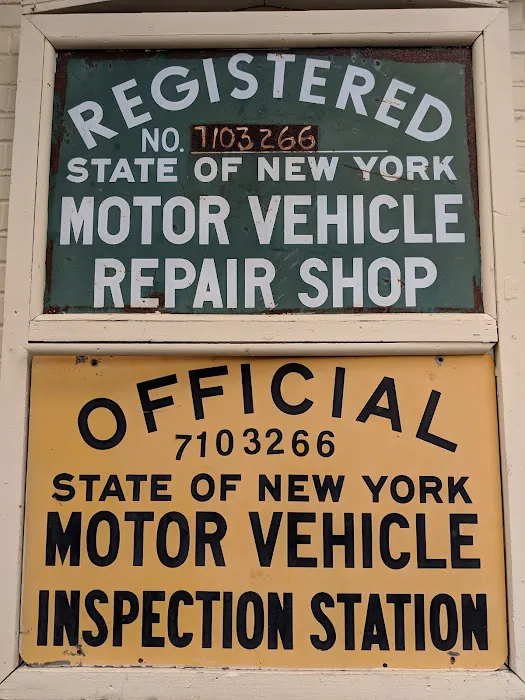 REGISTERED
NO. 7103266
STATE OF NEW YORK
MOTOR VEHICLE
REPAIR SHOP
OFFICIAL
7103266
STATE OF NEW YORK
MOTOR VEHICLE
INSPECTION STATION